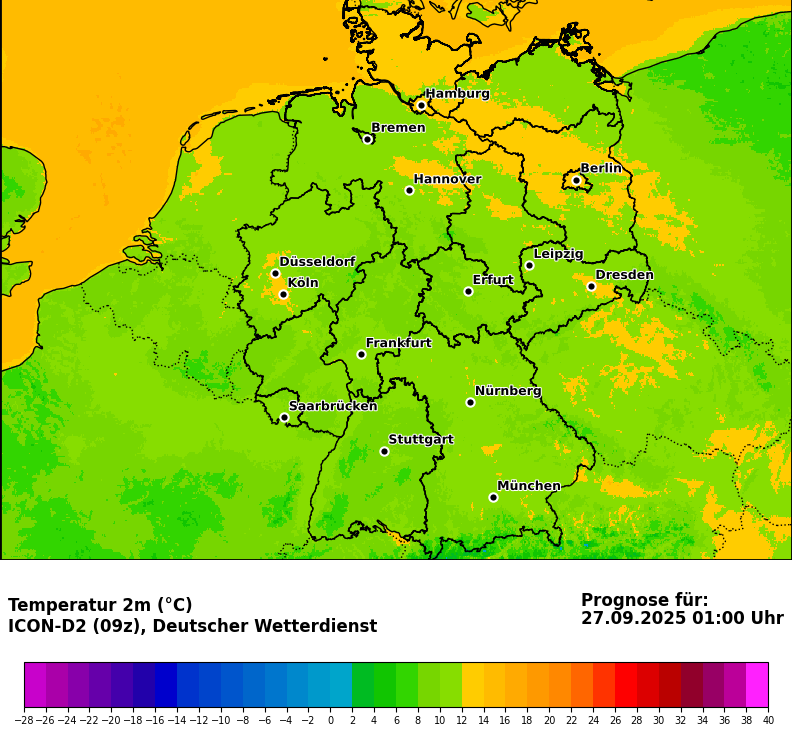 Hamburg
Bremen
Berlin
Hannover
Leipzig
Düsseldorf
Dresden
Köln
Erfurt
Frankfurt
Nürnberg
Saarbrücken
Stuttgart
München
Temperatur 2m (°C)
ICON-D2 (09z), Deutscher Wetterdienst
Prognose für:
27.09.2025 01:00 Uhr
−28 −26 −24 −22 −20 −18 −16 −14 −12 −10 −8 −6 −4 −2 0 2 4 6 8 10 12 14 16 18 20 22 24 26 28 30 32 34 36 38 40